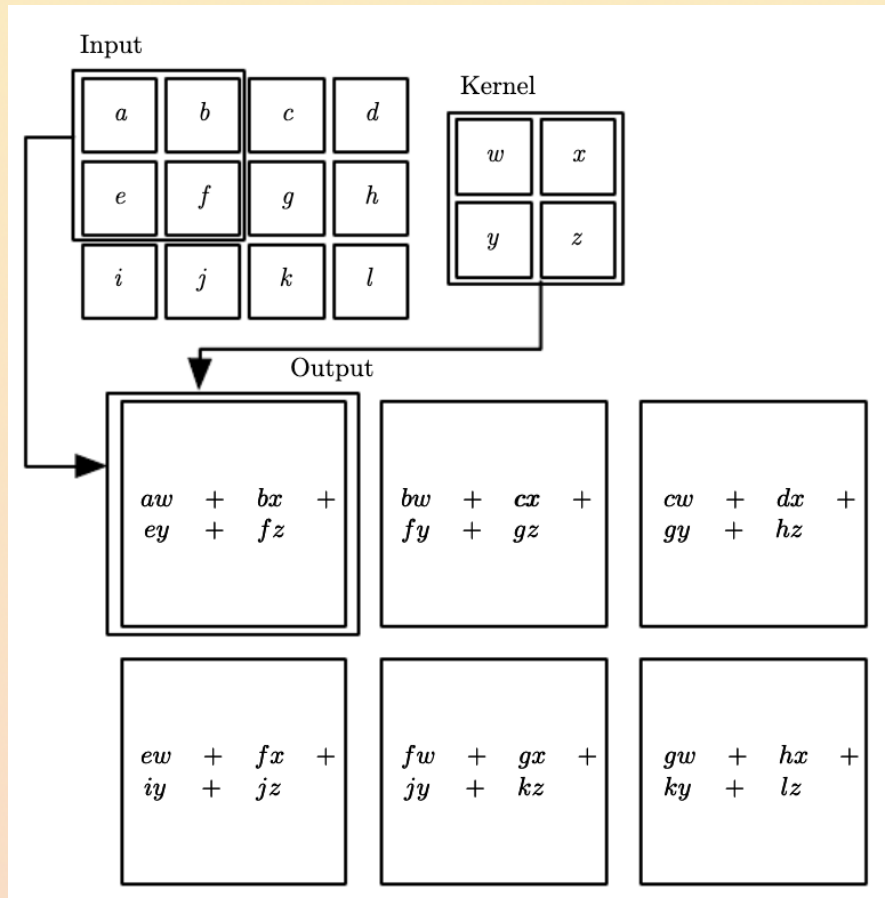 Input
a b c d
Kernel
w x
e f g h
y z
i j k l
Output
aw + bx +
ey + fz
bw + cx +
fy + gz
cw + dx +
gy + hz
ew + fx +
iy + jz
fw + gx +
jy + kz
gw + hx +
ky + lz